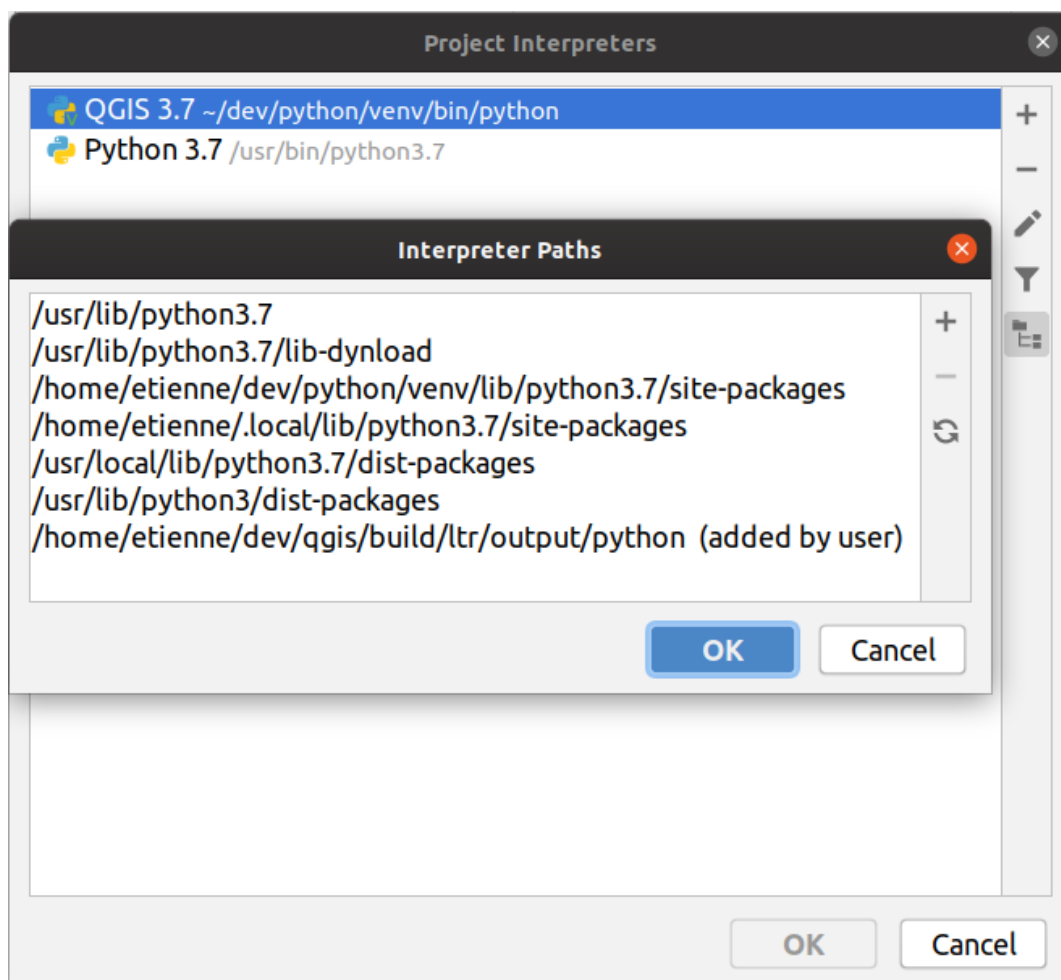 Project Interpreters
QGIS 3.7 ~/dev/python/venv/bin/python
Python 3.7 /usr/bin/python3.7
Interpreter Paths
/usr/lib/python3.7
/usr/lib/python3.7/lib-dynload
/home/etienne/dev/python/venv/lib/python3.7/site-packages
/home/etienne/.local/lib/python3.7/site-packages
/usr/local/lib/python3.7/dist-packages
/usr/lib/python3/dist-packages
/home/etienne/dev/qgis/build/ltr/output/python (added by user)
OK Cancel
OK Cancel